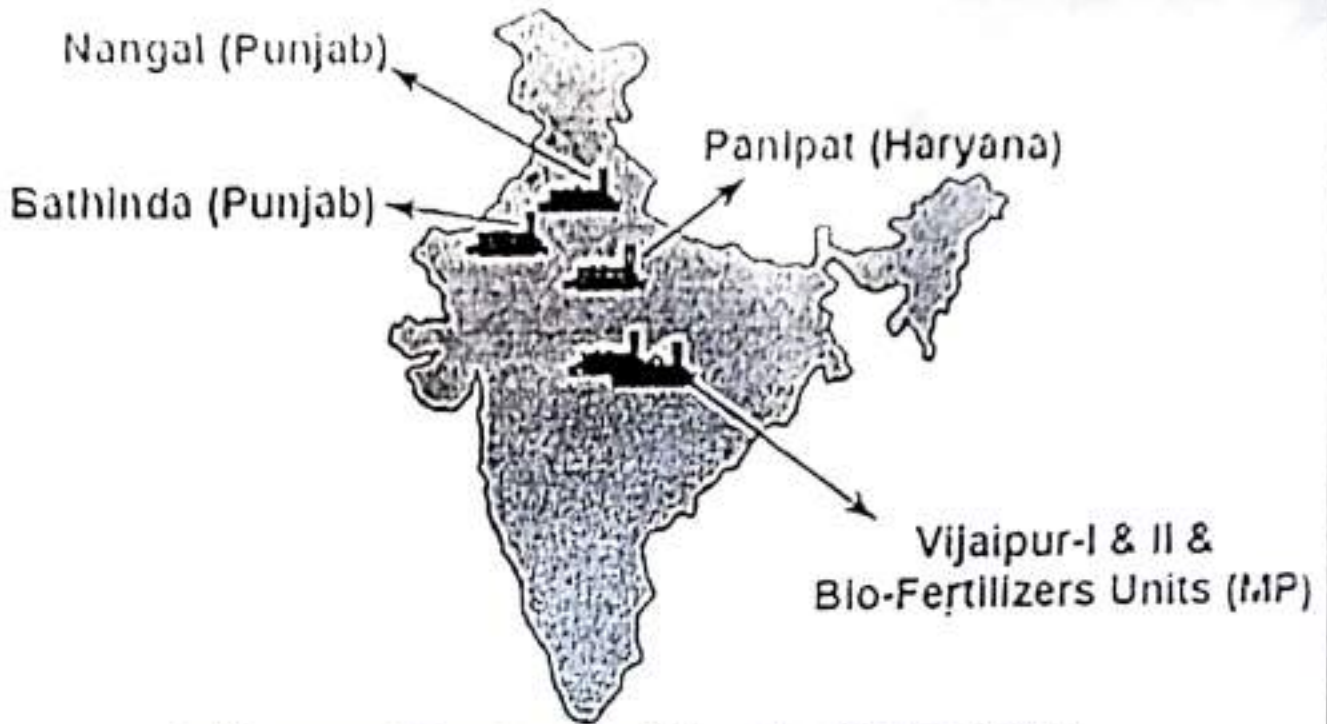 Nangal (Punjab)
Panipat (Haryana)
Bathinda (Punjab)
Vijaipur-I & II &
Bio-Fertilizers Units (MP)